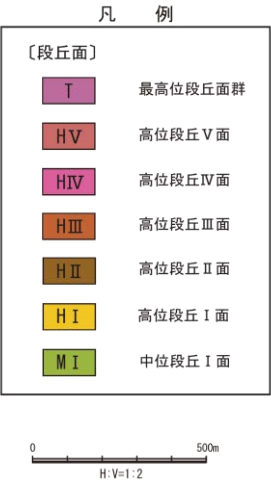 凡 例
〔段丘面〕
T 最高位段丘面群
HⅤ 高位段丘Ⅴ面
HⅣ 高位段丘Ⅳ面
HⅢ 高位段丘Ⅲ面
HⅡ 高位段丘Ⅱ面
HⅠ 高位段丘Ⅰ面
MⅠ 中位段丘Ⅰ面
0 500m
H:V=1:2